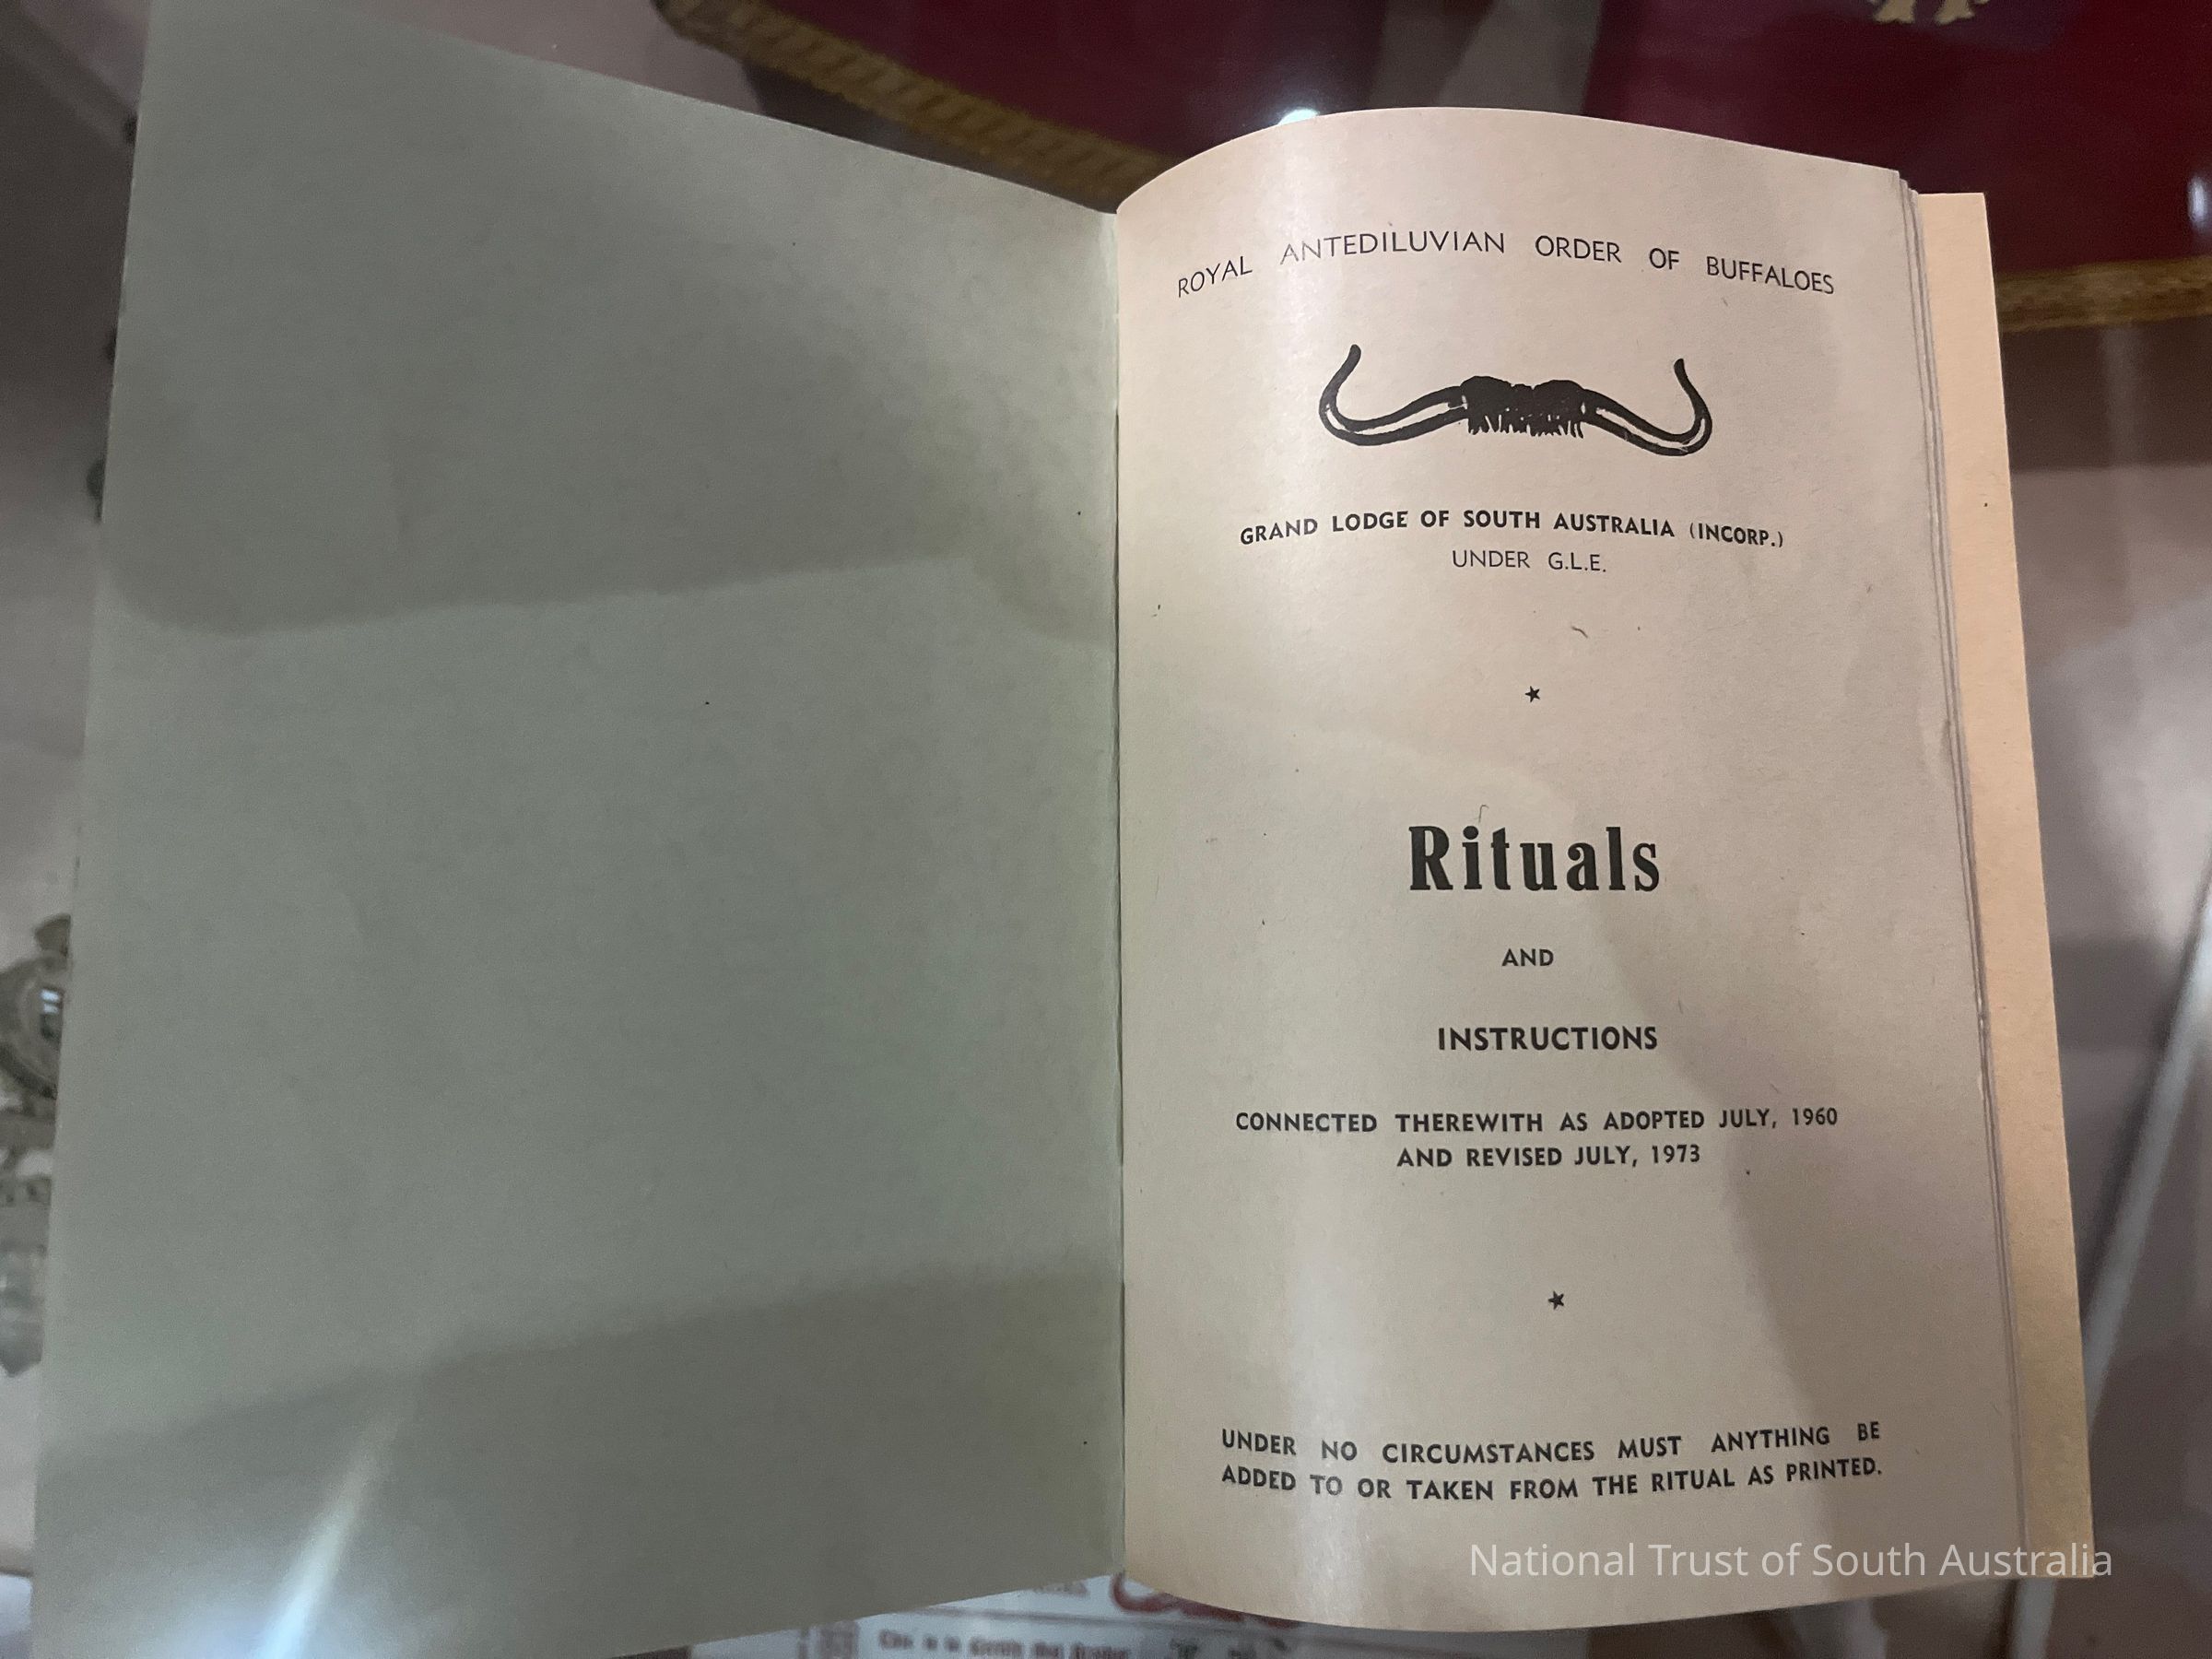 ROYAL ANTEDILUVIAN ORDER OF BUFFALOES
GRAND LODGE OF SOUTH AUSTRALIA (INCORP.)
UNDER G.L.E.
Rituals
AND
INSTRUCTIONS
CONNECTED THEREWITH AS ADOPTED JULY, 1960
AND REVISED JULY, 1973
UNDER NO CIRCUMSTANCES MUST ANYTHING BE
ADDED TO OR TAKEN FROM THE RITUAL AS PRINTED.
National Trust of South Australia